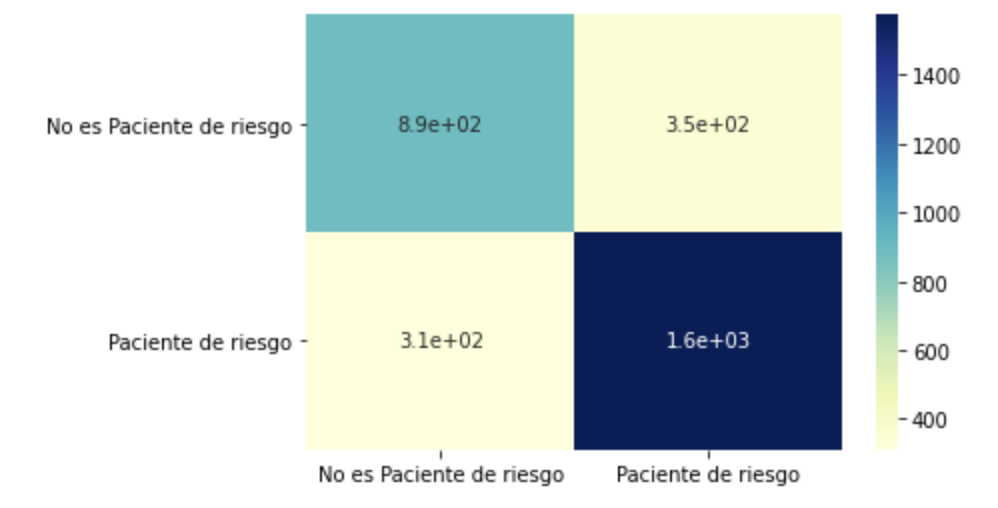 No es Paciente de riesgo
8.9e+02
3.5e+02
Paciente de riesgo
3.1e+02
1.6e+03
No es Paciente de riesgo
Paciente de riesgo
1400
1200
1000
800
600
400